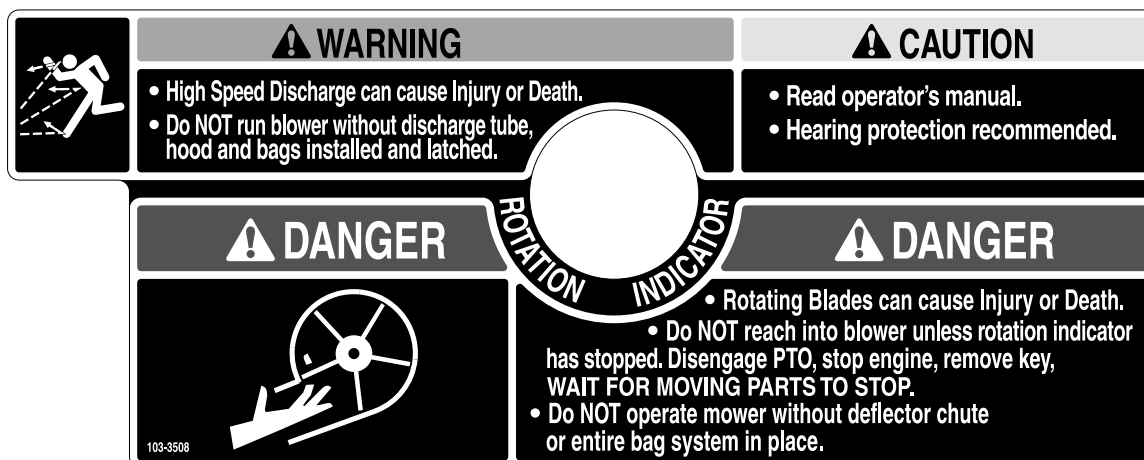 WARNING
• High Speed Discharge can cause Injury or Death.
• Do NOT run blower without discharge tube,
hood and bags installed and latched.
CAUTION
• Read operator's manual.
• Hearing protection recommended.
ROTATION INDICATOR
DANGER
103-3508
DANGER
• Rotating Blades can cause Injury or Death.
• Do NOT reach into blower unless rotation indicator
has stopped. Disengage PTO, stop engine, remove key,
WAIT FOR MOVING PARTS TO STOP.
• Do NOT operate mower without deflector chute
or entire bag system in place.